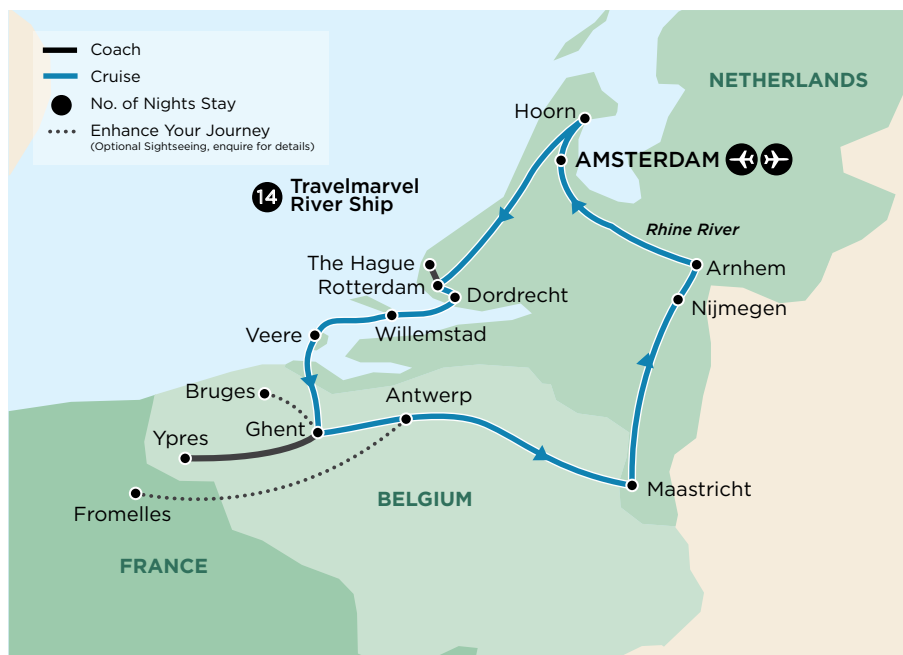 Coach
Cruise
No. of Nights Stay
Enhance Your Journey
(Optional Sightseeing, enquire for details)
NETHERLANDS
Hoorn
AMSTERDAM
14 Travelmarvel
River Ship
Rhine River
The Hague
Arnhem
Rotterdam
Dordrecht
Nijmegen
Veere
Willemstad
Bruges
Antwerp
Ghent
Ypres
Maastricht
BELGIUM
Fromelles
FRANCE